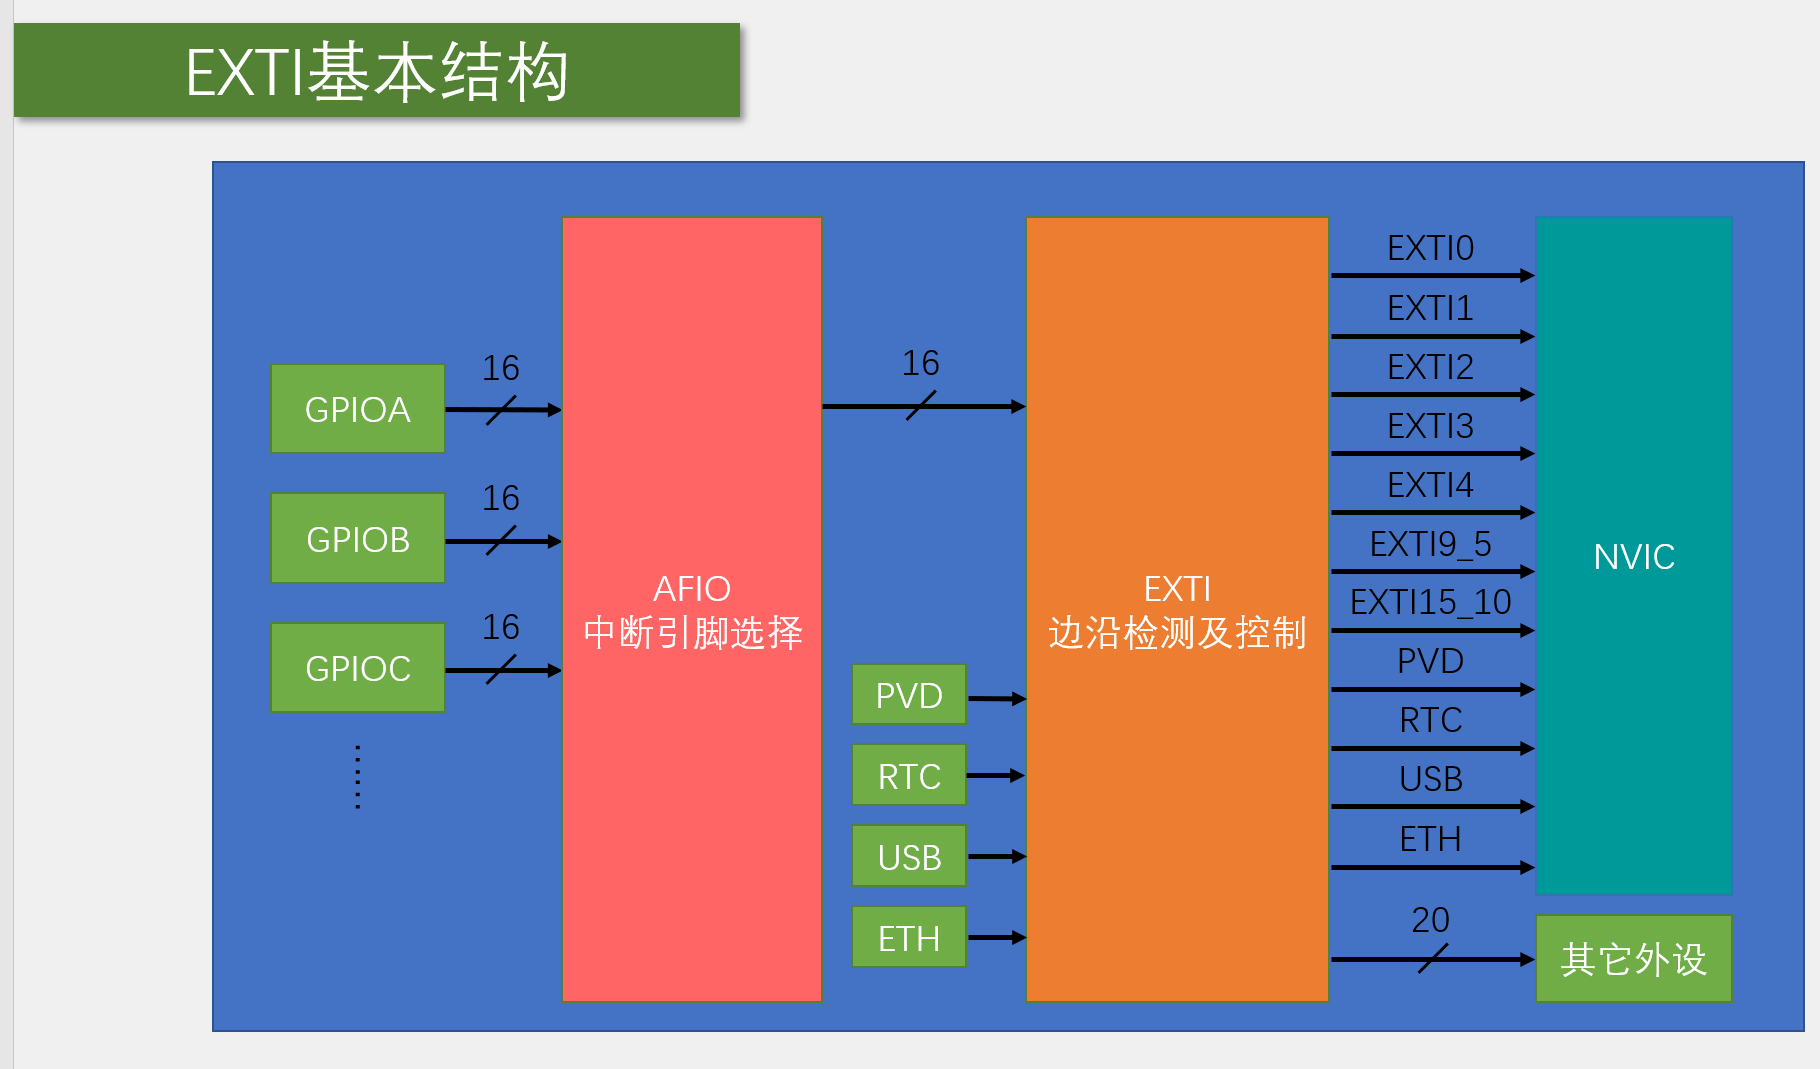 EXTI基本结构
GPIOA
16
GPIOB
16
GPIOC
16
······
AFIO
中断引脚选择
16
PVD
RTC
USB
ETH
EXTI
边沿检测及控制
EXTI0
EXTI1
EXTI2
EXTI3
EXTI4
EXTI9_5
EXTI15_10
PVD
RTC
USB
ETH
20
NVIC
其它外设